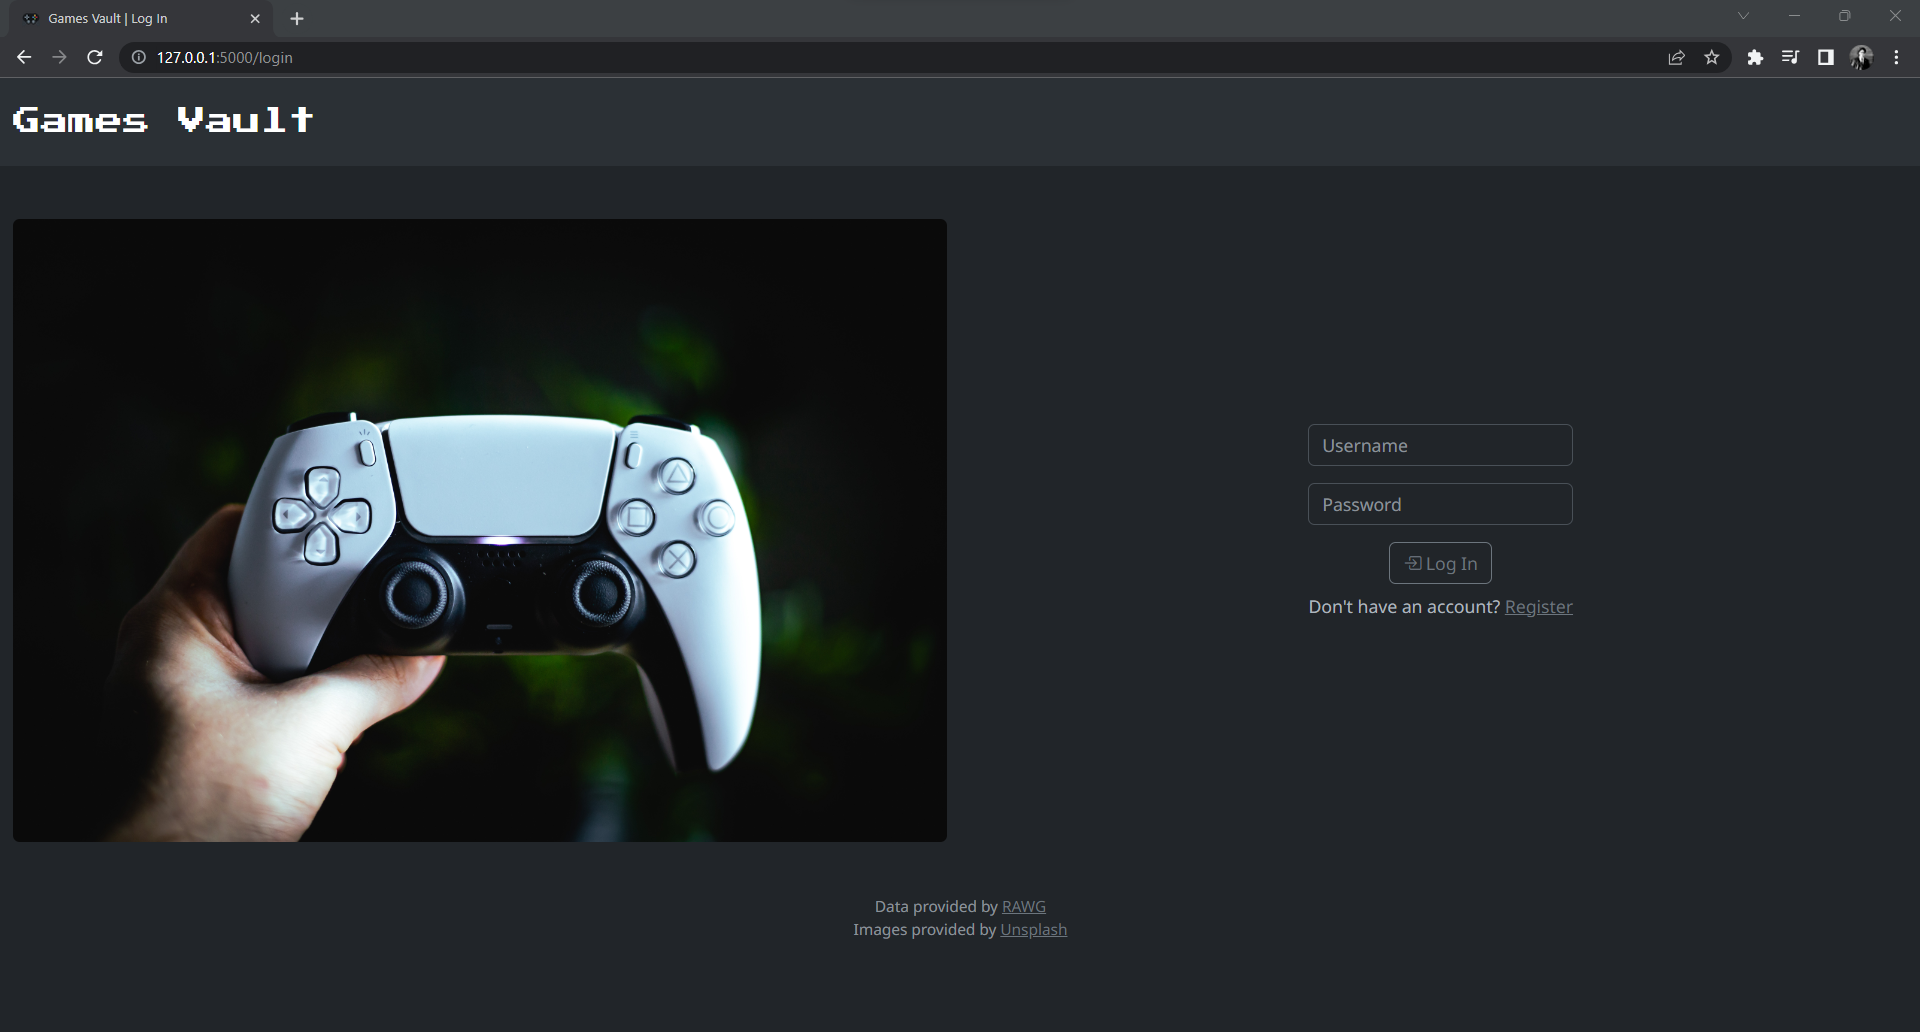 Games Vault | Log In
127.0.0.1:5000/login
Games Vault
Username
Password
Log In
Don't have an account? Register
Data provided by RAWG
Images provided by Unsplash